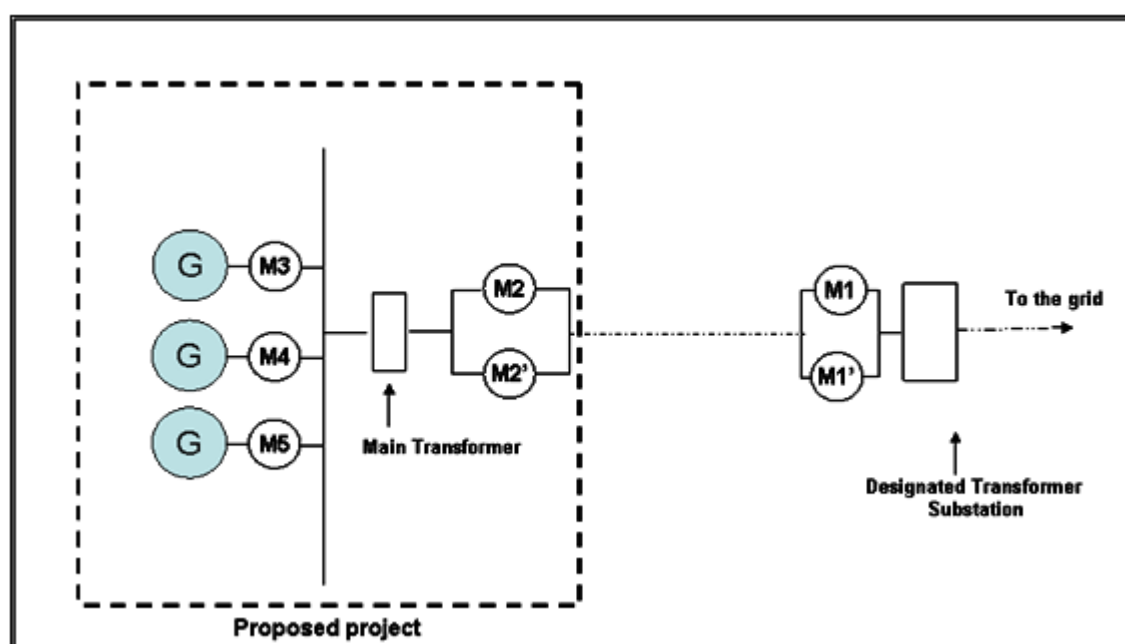 G
M3
G
M4
G
M5
M2
M2'
M1
M1'
To the grid
Main Transformer
Designated Transformer
Substation
Proposed project